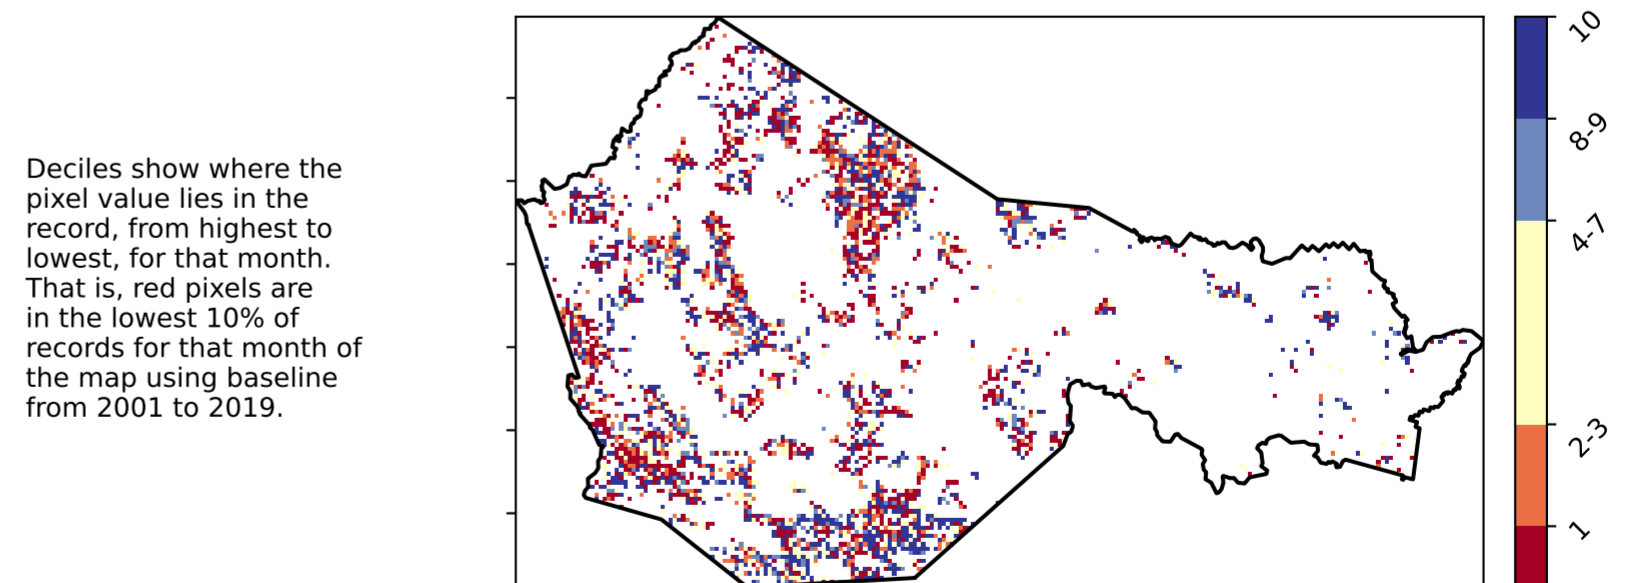 Deciles show where the
pixel value lies in the
record, from highest to
lowest, for that month.
That is, red pixels are
in the lowest 10% of
records for that month of
the map using baseline
from 2001 to 2019.
10
8-9
4-7
2-3
1